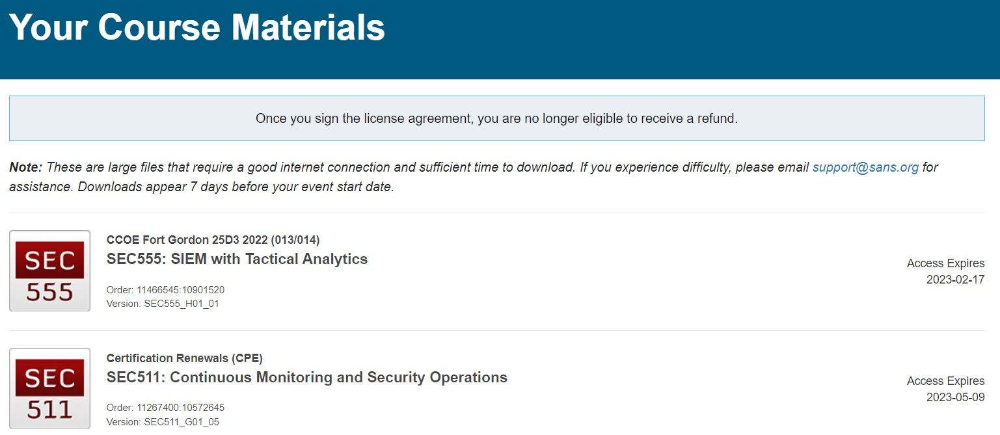 Your Course Materials
Once you sign the license agreement, you are no longer eligible to receive a refund.
Note: These are large files that require a good internet connection and sufficient time to download. If you experience difficulty, please email support@sans.org for
assistance. Downloads appear 7 days before your event start date.
SEC
555
CCOE Fort Gordon 25D3 2022 (013/014)
SEC555: SIEM with Tactical Analytics
Order: 11466545:10901520
Version: SEC555_H01_01
Access Expires
2023-02-17
SEC
511
Certification Renewals (CPE)
SEC511: Continuous Monitoring and Security Operations
Order: 11267400:10572645
Version: SEC511_G01_05
Access Expires
2023-05-09